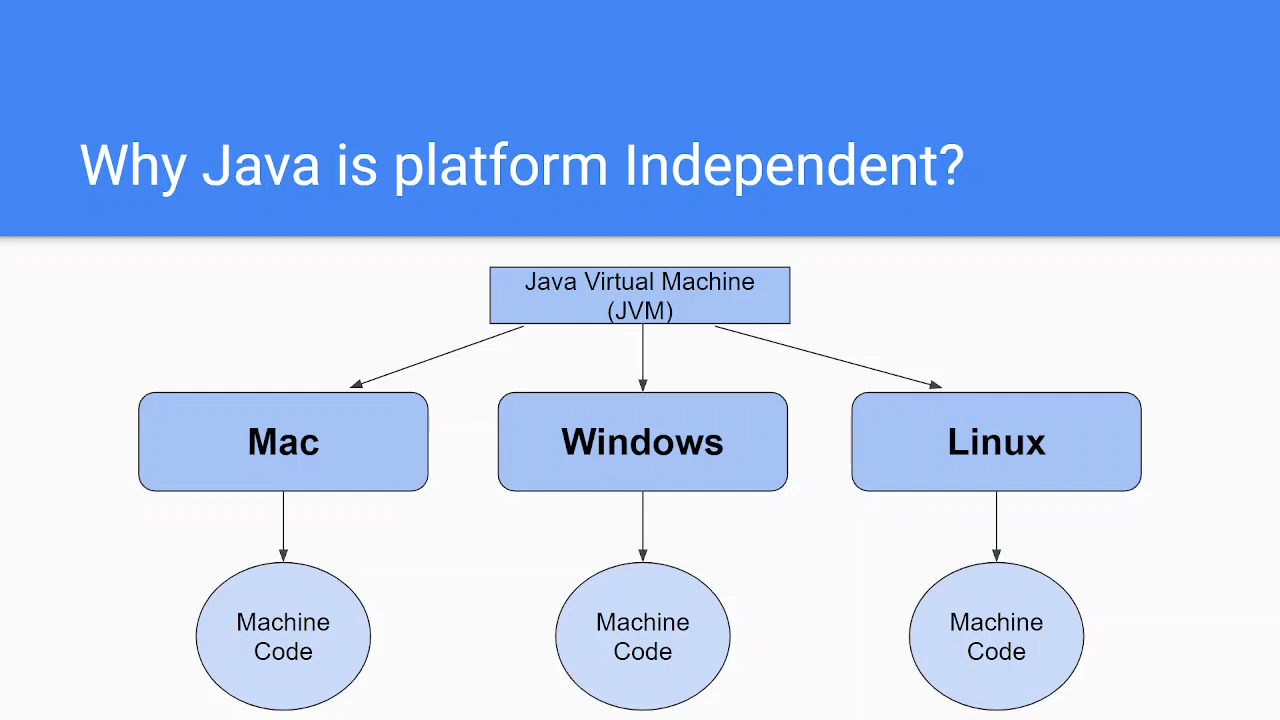 Why Java is platform Independent?
Java Virtual Machine
(JVM)
Mac
Windows
Linux
Machine
Code
Machine
Code
Machine
Code